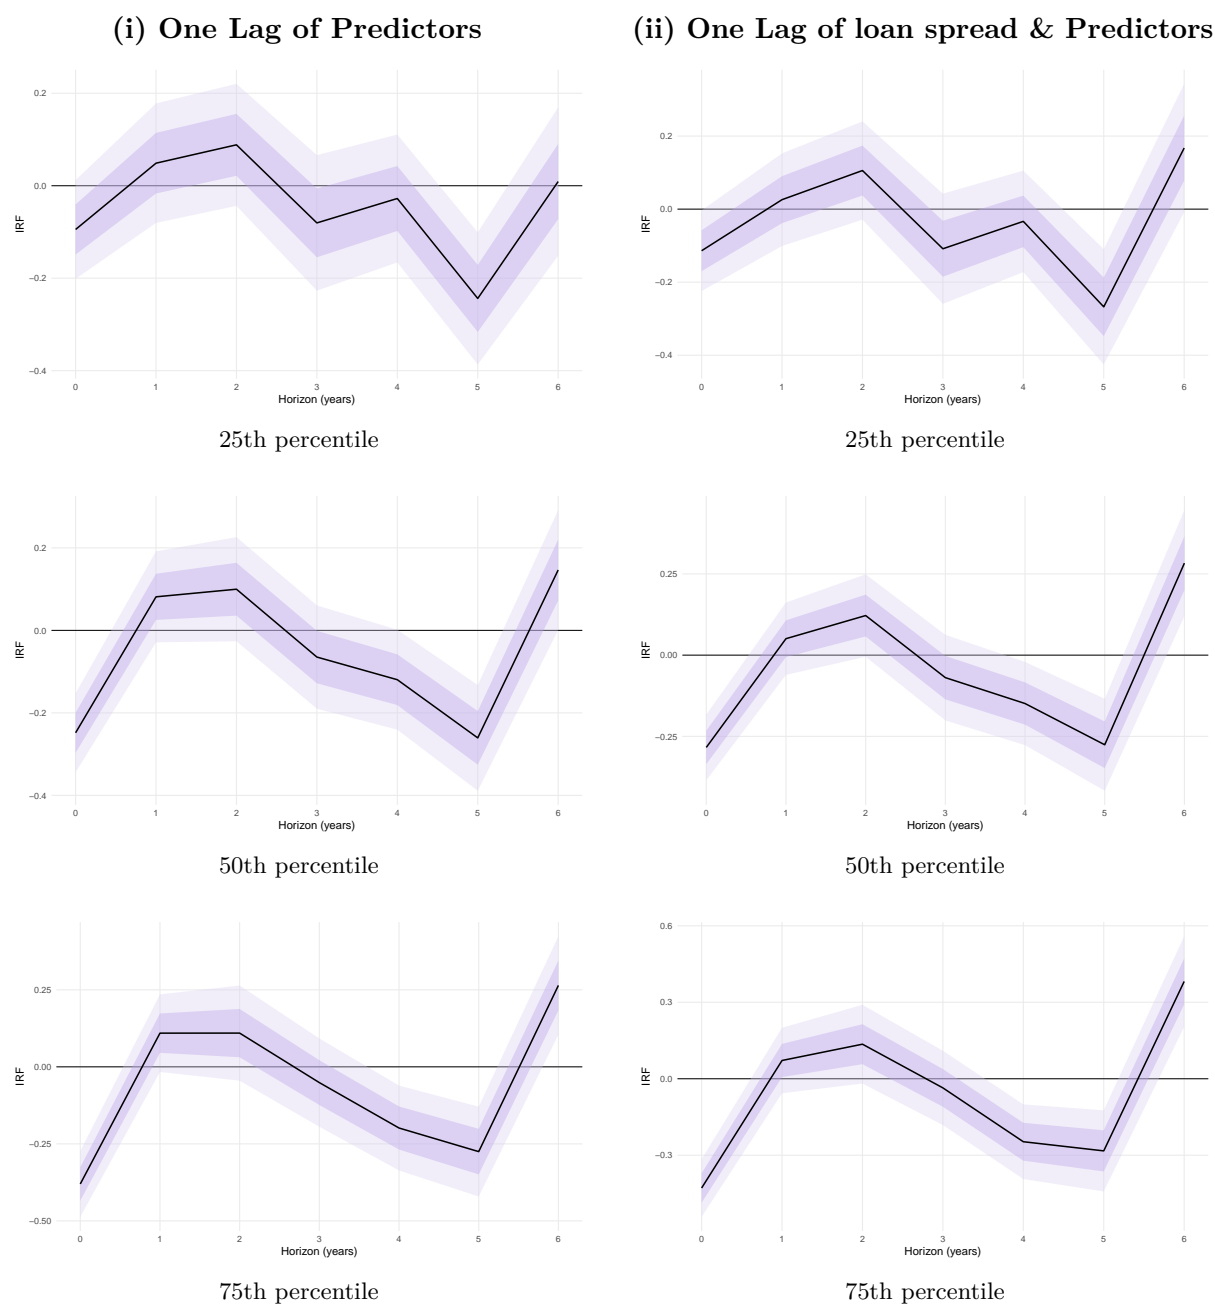 (i) One Lag of Predictors
(ii) One Lag of loan spread & Predictors
0.2
0.0
−0.2
−0.4
IRF
0 1 2 3 4 5 6
Horizon (years)
25th percentile
0.2
0.0
−0.2
−0.4
IRF
0 1 2 3 4 5 6
Horizon (years)
25th percentile
0.2
0.0
−0.2
−0.4
IRF
0 1 2 3 4 5 6
Horizon (years)
50th percentile
0.25
0.00
−0.25
IRF
0 1 2 3 4 5 6
Horizon (years)
50th percentile
0.25
0.00
−0.25
−0.50
IRF
0 1 2 3 4 5 6
Horizon (years)
75th percentile
0.6
0.3
0.0
−0.3
IRF
0 1 2 3 4 5 6
Horizon (years)
75th percentile